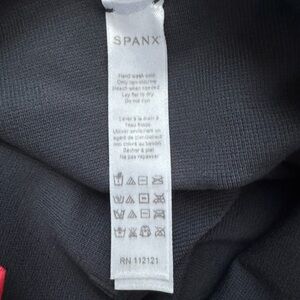 SPANX
Hand wash cold
Only non-chlorine
bleach when needed
Lay flat to dry
Do not iron
Laver à la main à
l'eau froide
Utiliser seulement un
agent de blanchiment
sans chlore au besoin
Sécher à plat
Ne pas repasser
RN 112121